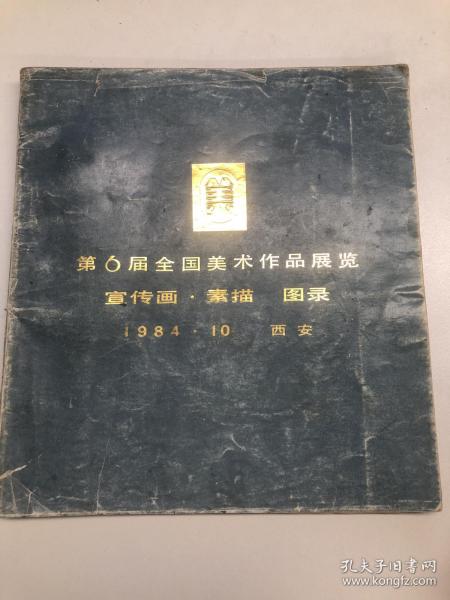 第6届全国美术作品展览
宣传画·素描 图录
1984·10 西安
孔夫子旧书网
www.kongfz.com